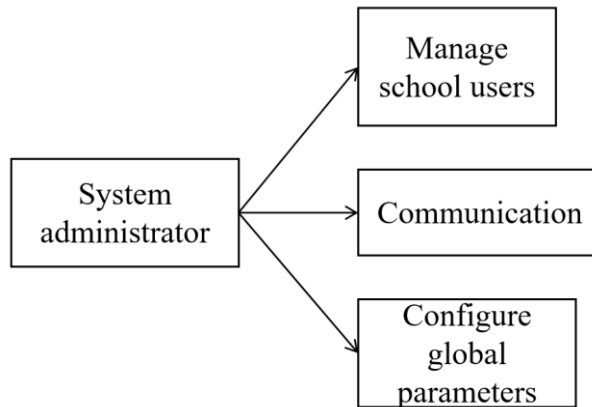 Manage
school users
System
administrator
Communication
Configure
global
parameters